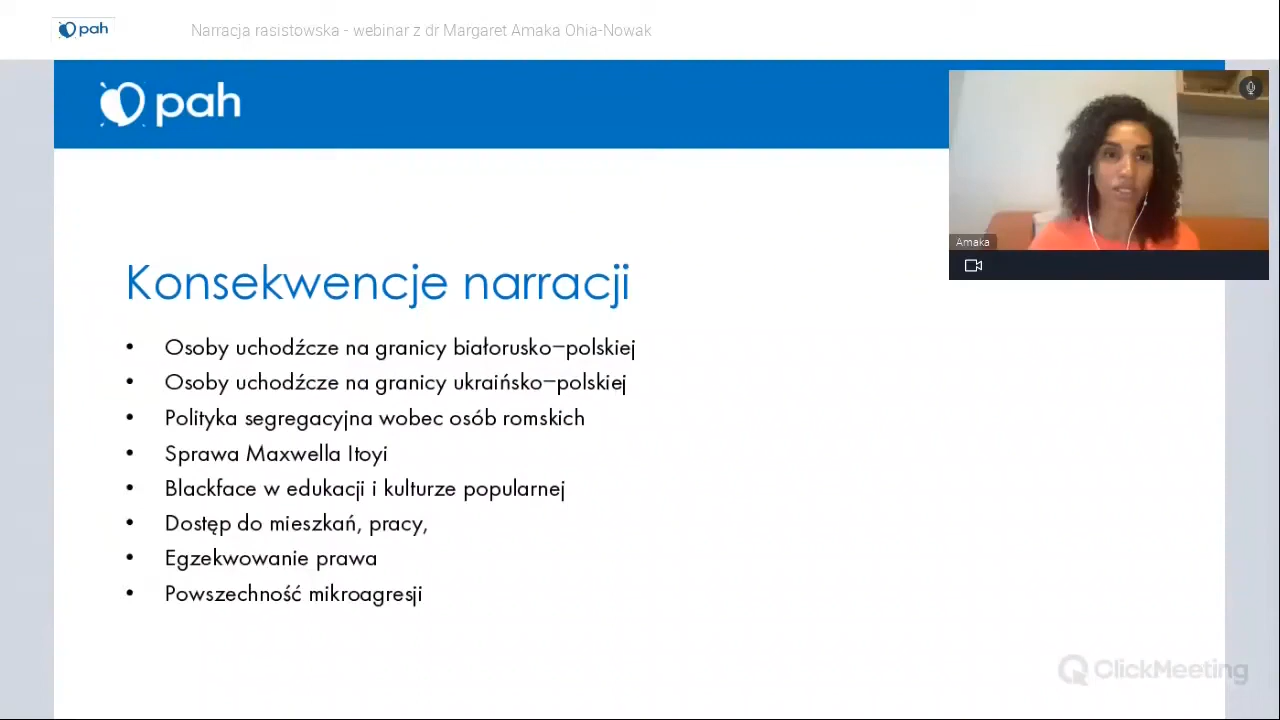 pah
Narracja rasistowska - webinar z dr Margaret Amaka Ohia-Nowak
pah
Amaka
Konsekwencje narracji
• Osoby uchodźcze na granicy białorusko–polskiej
• Osoby uchodźcze na granicy ukraińsko–polskiej
• Polityka segregacyjna wobec osób romskich
• Sprawa Maxwella Itoyi
• Blackface w edukacji i kulturze popularnej
• Dostęp do mieszkań, pracy,
• Egzekwowanie prawa
• Powszechność mikroagresji
ClickMeeting